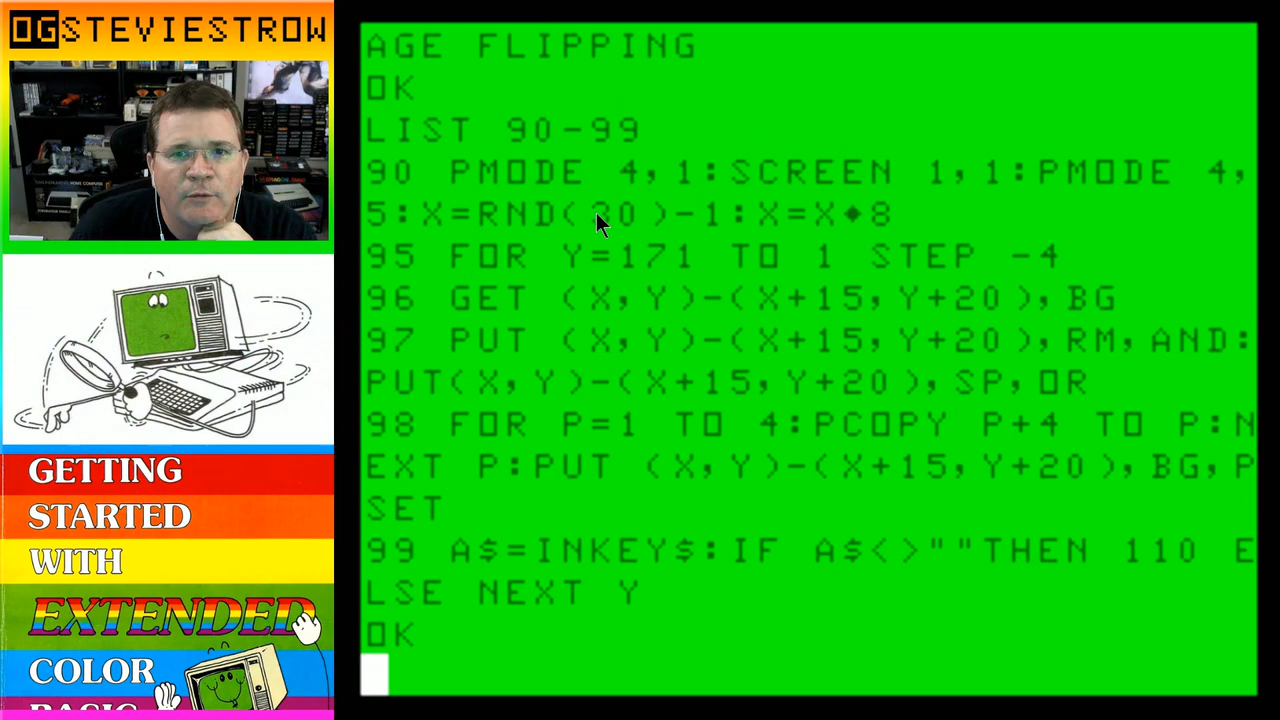 OGSTEVIESTROW
GETTING
STARTED
WITH
EXTENDED
COLOR
BASIC
AGE FLIPPING
OK
LIST 90-99
90 PMODE 4,1:SCREEN 1,1:PMODE 4,
5:X=RND(30)-1:X=X*8
95 FOR Y=171 TO 1 STEP -4
96 GET (X,Y)-(X+15,Y+20),BG
97 PUT (X,Y)-(X+15,Y+20),RM,AND:
PUT(X,Y)-(X+15,Y+20),SP,OR
98 FOR P=1 TO 4:PCOPY P+4 TO P:N
EXT P:PUT (X,Y)-(X+15,Y+20),BG,P
SET
99 A$=INKEY$:IF A$<>""THEN 110 E
LSE NEXT Y
OK